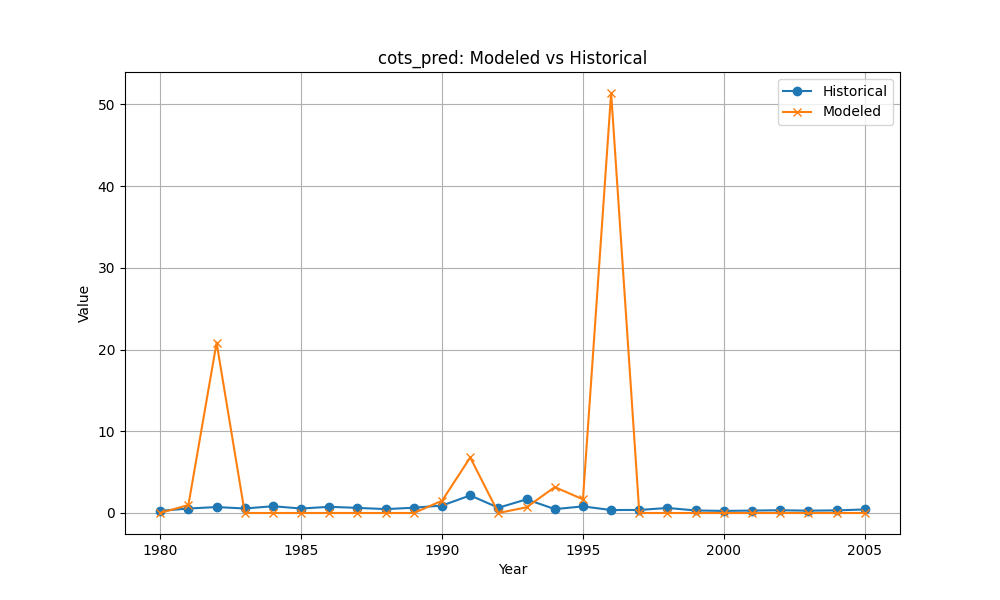 cots_pred: Modeled vs Historical
Historical
Modeled
Value
50
40
30
20
10
0
1980 1985 1990 1995 2000 2005
Year